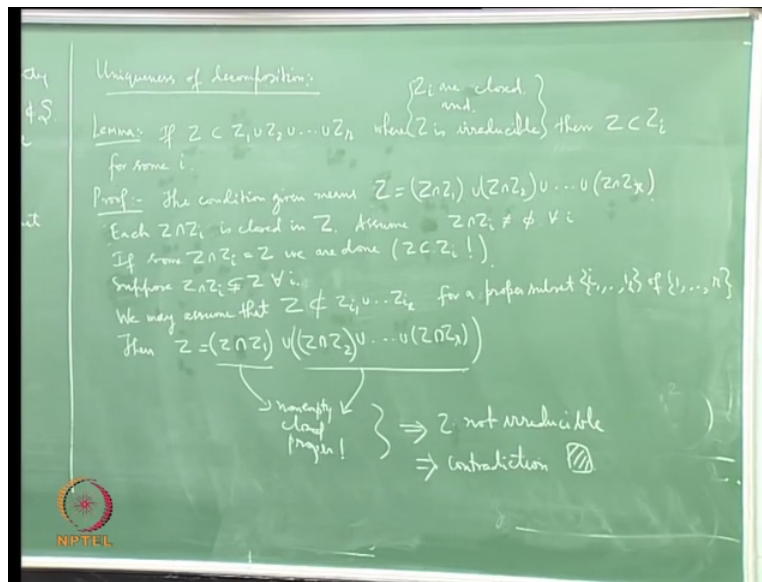 Uniqueness of decomposition:
Lemma:- If Z ⊂ Z₁ ∪ Z₂ ∪ ⋯ ∪ Zₙ where {Zᵢ are closed and Z is irreducible} then Z ⊂ Zᵢ
for some i.
Proof:- The condition given means Z = (Z∩Z₁) ∪ (Z∩Z₂) ∪ ⋯ ∪ (Z∩Zₙ)
Each Z∩Zᵢ is closed in Z. Assume Z∩Zᵢ ≠ ϕ ∀ i
If some Z∩Zᵢ = Z we are done (Z ⊂ Zᵢ !).
Suppose Z∩Zᵢ ⊊ Z ∀ i.
We may assume that Z ⊄ Zᵢ₁ ∪ ⋯ Zᵢₖ for a proper subset {i₁, .., iₖ} of {1, .., n}
Then Z = (Z∩Z₁) ∪ ((Z∩Z₂) ∪ ⋯ ∪ (Z∩Zₙ))
nonempty
closed
proper!
⇒ Z not irreducible
⇒ contradiction
NPTEL